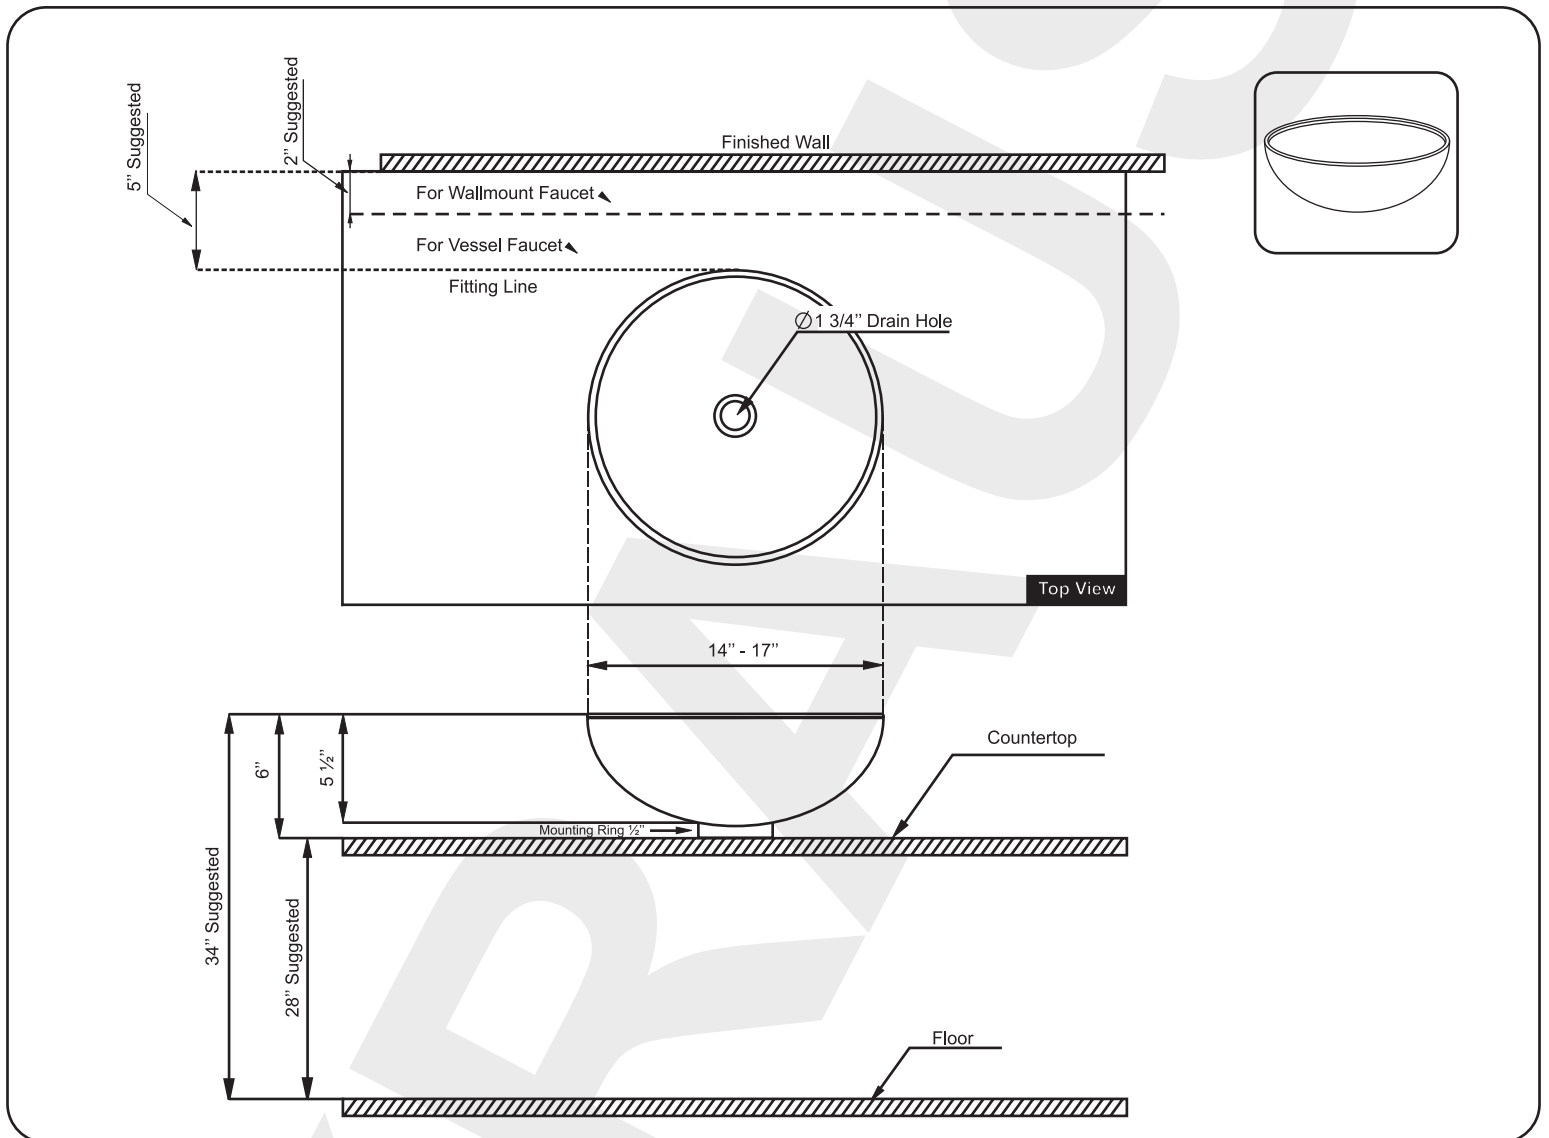 5’’ Suggested
2’’ Suggested
Finished Wall
For Wallmount Faucet
For Vessel Faucet
Fitting Line
1 3/4’’ Drain Hole
Top View
14’’ - 17’’
Countertop
6’’
5 ½’’
Mounting Ring ½’’
34’’ Suggested
28’’ Suggested
Floor
KRAUS